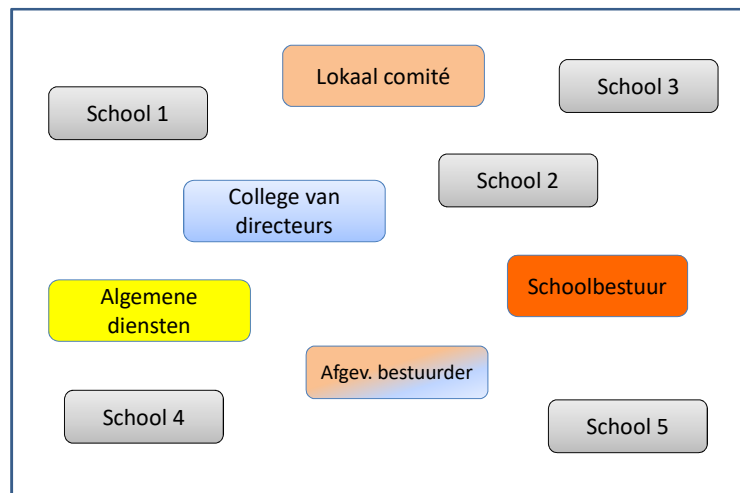 Lokaal comité
School 3
School 1
School 2
College van
directeurs
Schoolbestuur
Algemene
diensten
Afgev. bestuurder
School 4
School 5